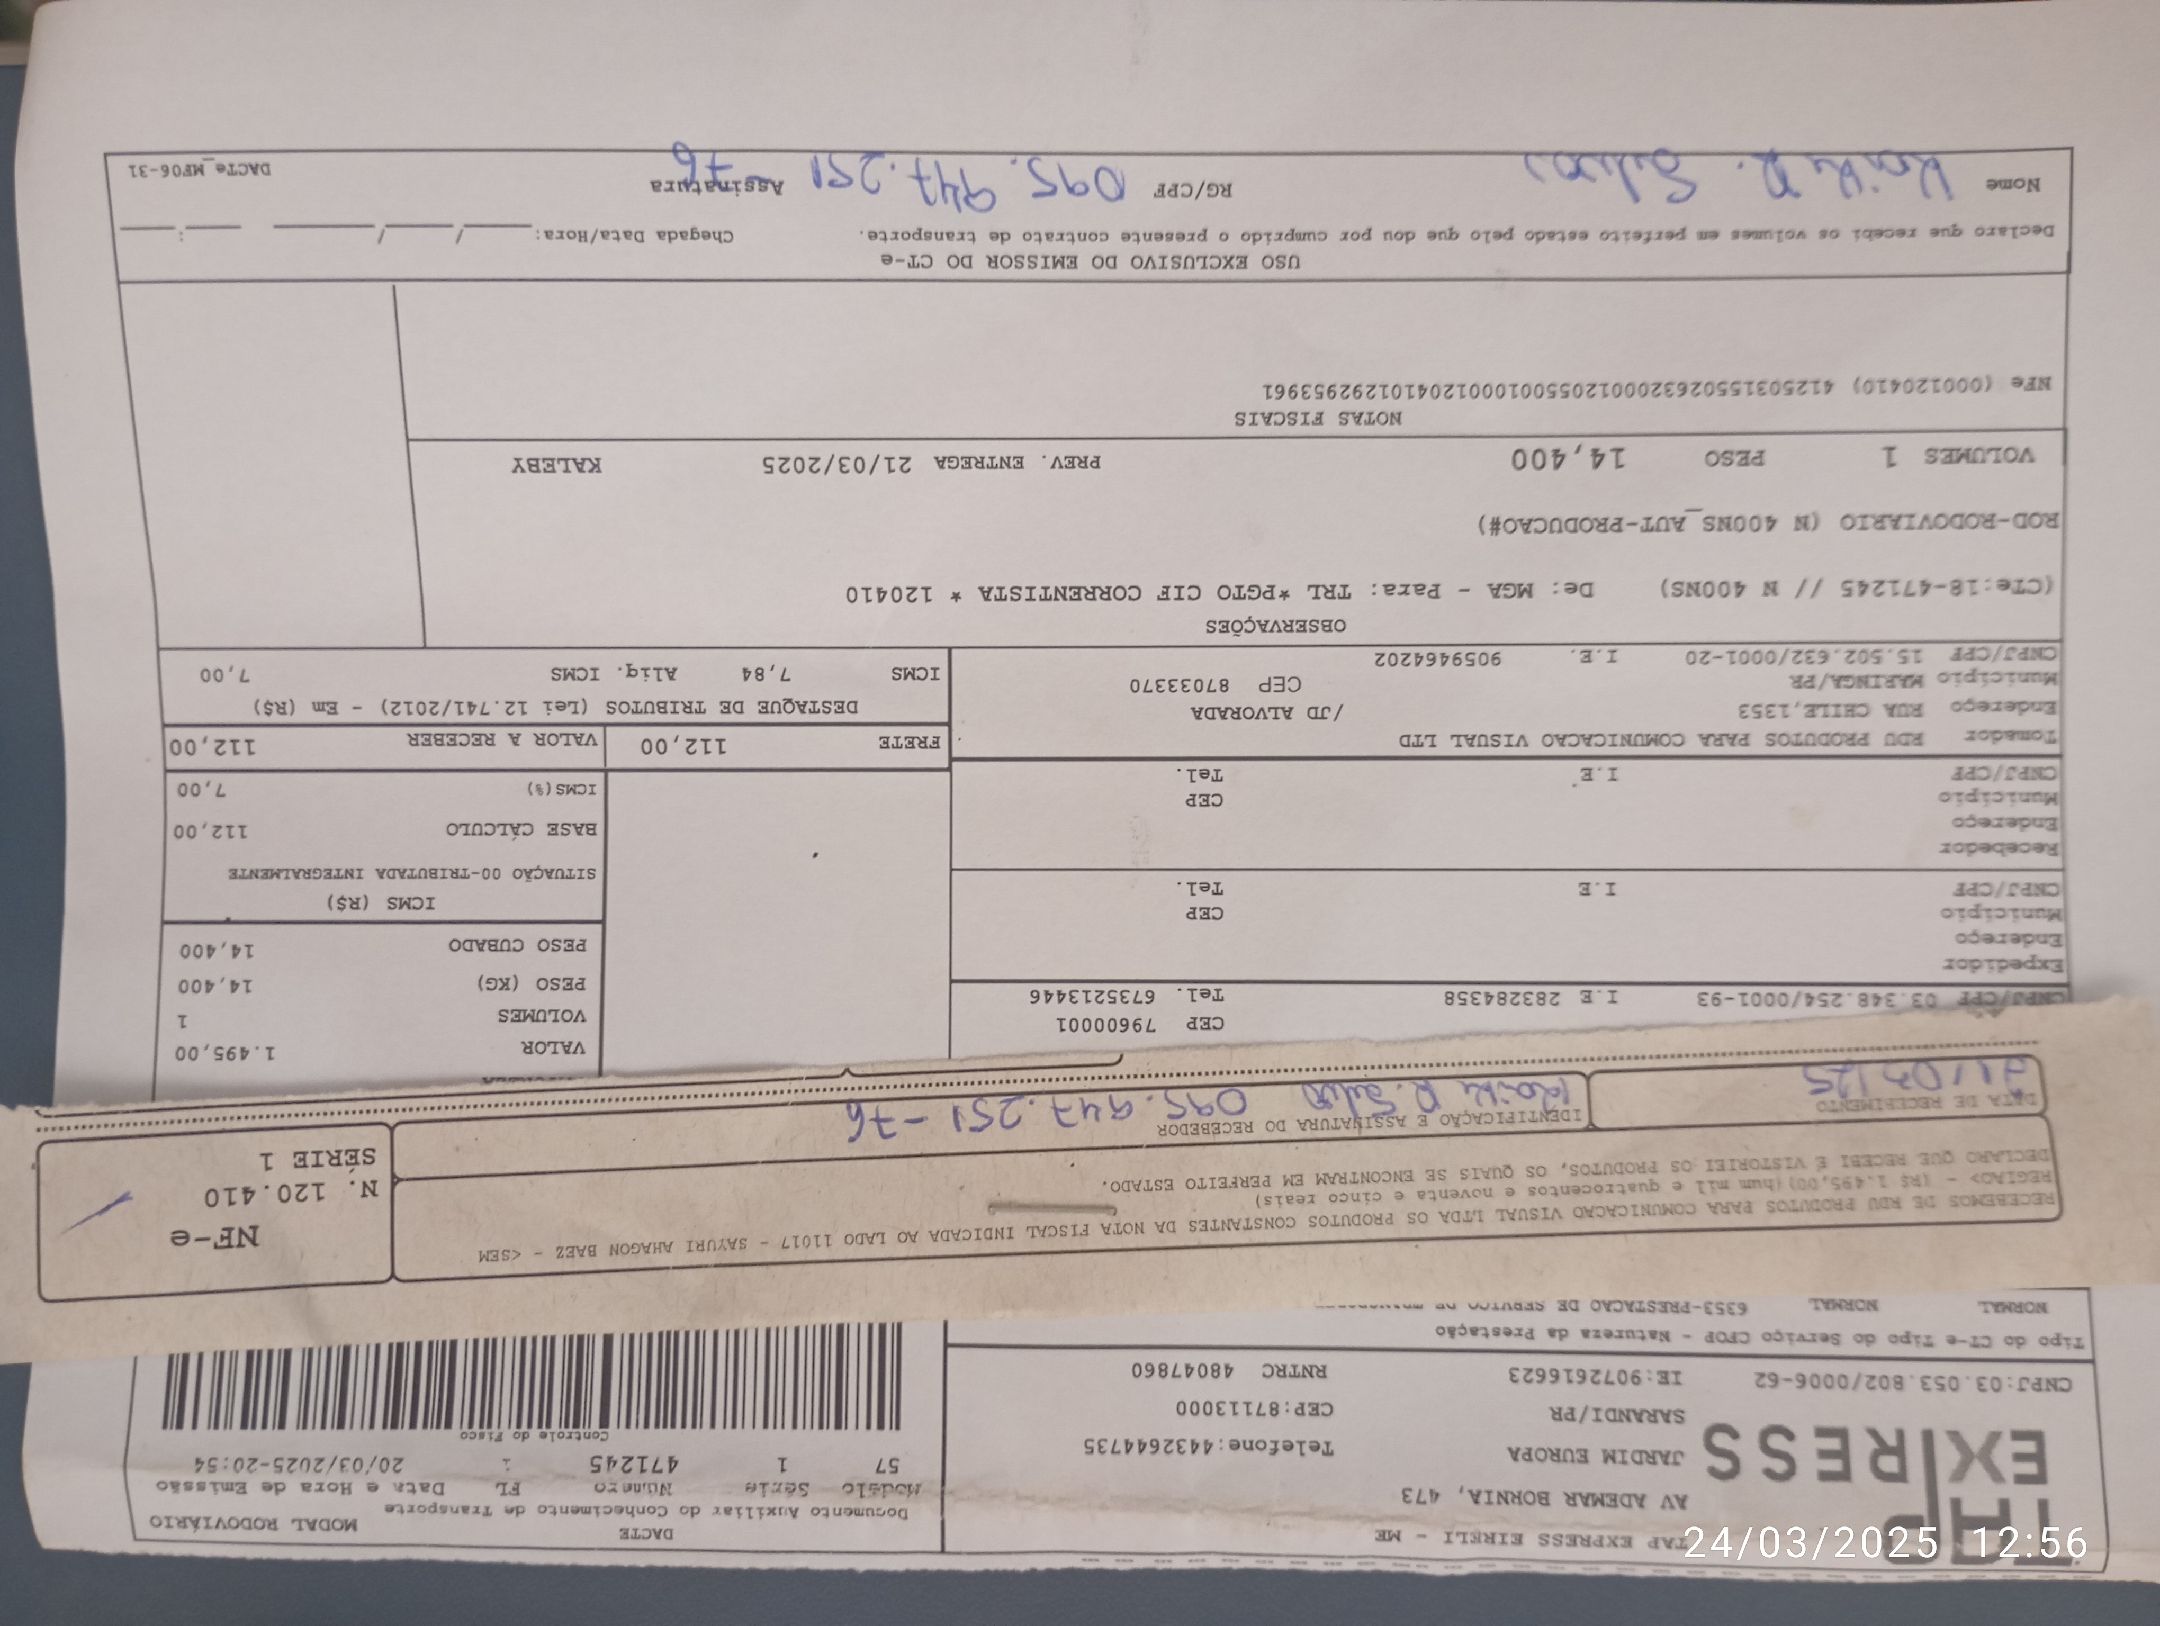 TAP
EX|RESS
TAP EXPRESS EIRELI - ME
AV ADEMAR BORNIA, 473
JARDIM EUROPA Telefone:4432644735
SARANDI/PR CEP:87113000
CNPJ:03.053.802/0006-62 IE:9072616623 RNTRC 48047860
DACTE MODAL RODOVIÁRIO
Documento Auxiliar do Conhecimento de Transporte
Modelo Série Número FL Data e Hora de Emissão
57 1 471245 1 20/03/2025-20:54
Controle do Fisco
Tipo do CT-e Tipo do Serviço CFOP - Natureza da Prestação
NORMAL NORMAL 6353-PRESTACAO DE SERVICO DE
RECEBEMOS DE RDU PRODUTOS PARA COMUNICACAO VISUAL LTDA OS PRODUTOS CONSTANTES DA NOTA FISCAL INDICADA AO LADO 11017 - SAYURI AHAGON BAEZ - <SEM
REGIAO> - (R$ 1.495,00)(hum mil e quatrocentos e noventa e cinco reais)
DECLARO QUE RECEBI E VISTORIEI OS PRODUTOS, OS QUAIS SE ENCONTRAM EM PERFEITO ESTADO.
DATA DE RECEBIMENTO
/03/25
IDENTIFICAÇÃO E ASSINATURA DO RECEBEDOR
R. Silva 095.947.251-76
NF-e
N. 120.410
SÉRIE 1
CEP 79600001
CNPJ/CPF 03.348.254/0001-93 I.E 283284358 Tel. 6735213446
Expedidor
Endereço
Município CEP
CNPJ/CPF I.E Tel.
Recebedor
Endereço
Município CEP
CNPJ/CPF I.E Tel.
Tomador RDU PRODUTOS PARA COMUNICACAO VISUAL LTD
Endereço RUA CHILE,1353 /JD ALVORADA
Município MARINGA/PR CEP 87033370
CNPJ/CPF 15.502.632/0001-20 I.E. 9059464202
VALOR 1.495,00
VOLUMES 1
PESO (KG) 14,400
PESO CUBADO 14,400
ICMS (R$)
SITUAÇÃO 00-TRIBUTADA INTEGRALMENTE
BASE CÁLCULO 112,00
ICMS(%) 7,00
FRETE 112,00 VALOR A RECEBER 112,00
DESTAQUE DE TRIBUTOS (Lei 12.741/2012) - Em (R$)
ICMS 7,84 Aliq. ICMS 7,00
OBSERVAÇÕES
(CTe:18-471245 // N 400NS) De: MGA - Para: TRL *PGTO CIF CORRENTISTA * 120410
ROD-RODOVIARIO (N 400NS_AUT-PRODUCAO#)
VOLUMES 1 PESO 14,400 PREV. ENTREGA 21/03/2025 KALEBY
NOTAS FISCAIS
NFe (000120410) 41250315502632000120550010001204101292953961
USO EXCLUSIVO DO EMISSOR DO CT-e
Declaro que recebi os volumes em perfeito estado pelo que dou por cumprido o presente contrato de transporte. Chegada Data/Hora:____/____/____ ___:___
Nome R. Silva RG/CPF 095.947.251-76 Assinatura
DACTe_MF06-31
24/03/2025 12:56